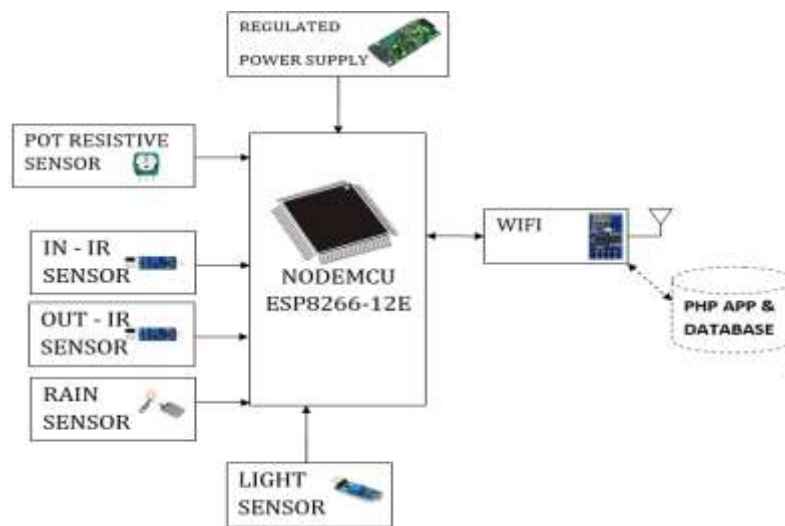 REGULATED
POWER SUPPLY
POT RESISTIVE
SENSOR
IN - IR
SENSOR
OUT - IR
SENSOR
RAIN
SENSOR
LIGHT
SENSOR
NODEMCU
ESP8266-12E
WIFI
PHP APP &
DATABASE